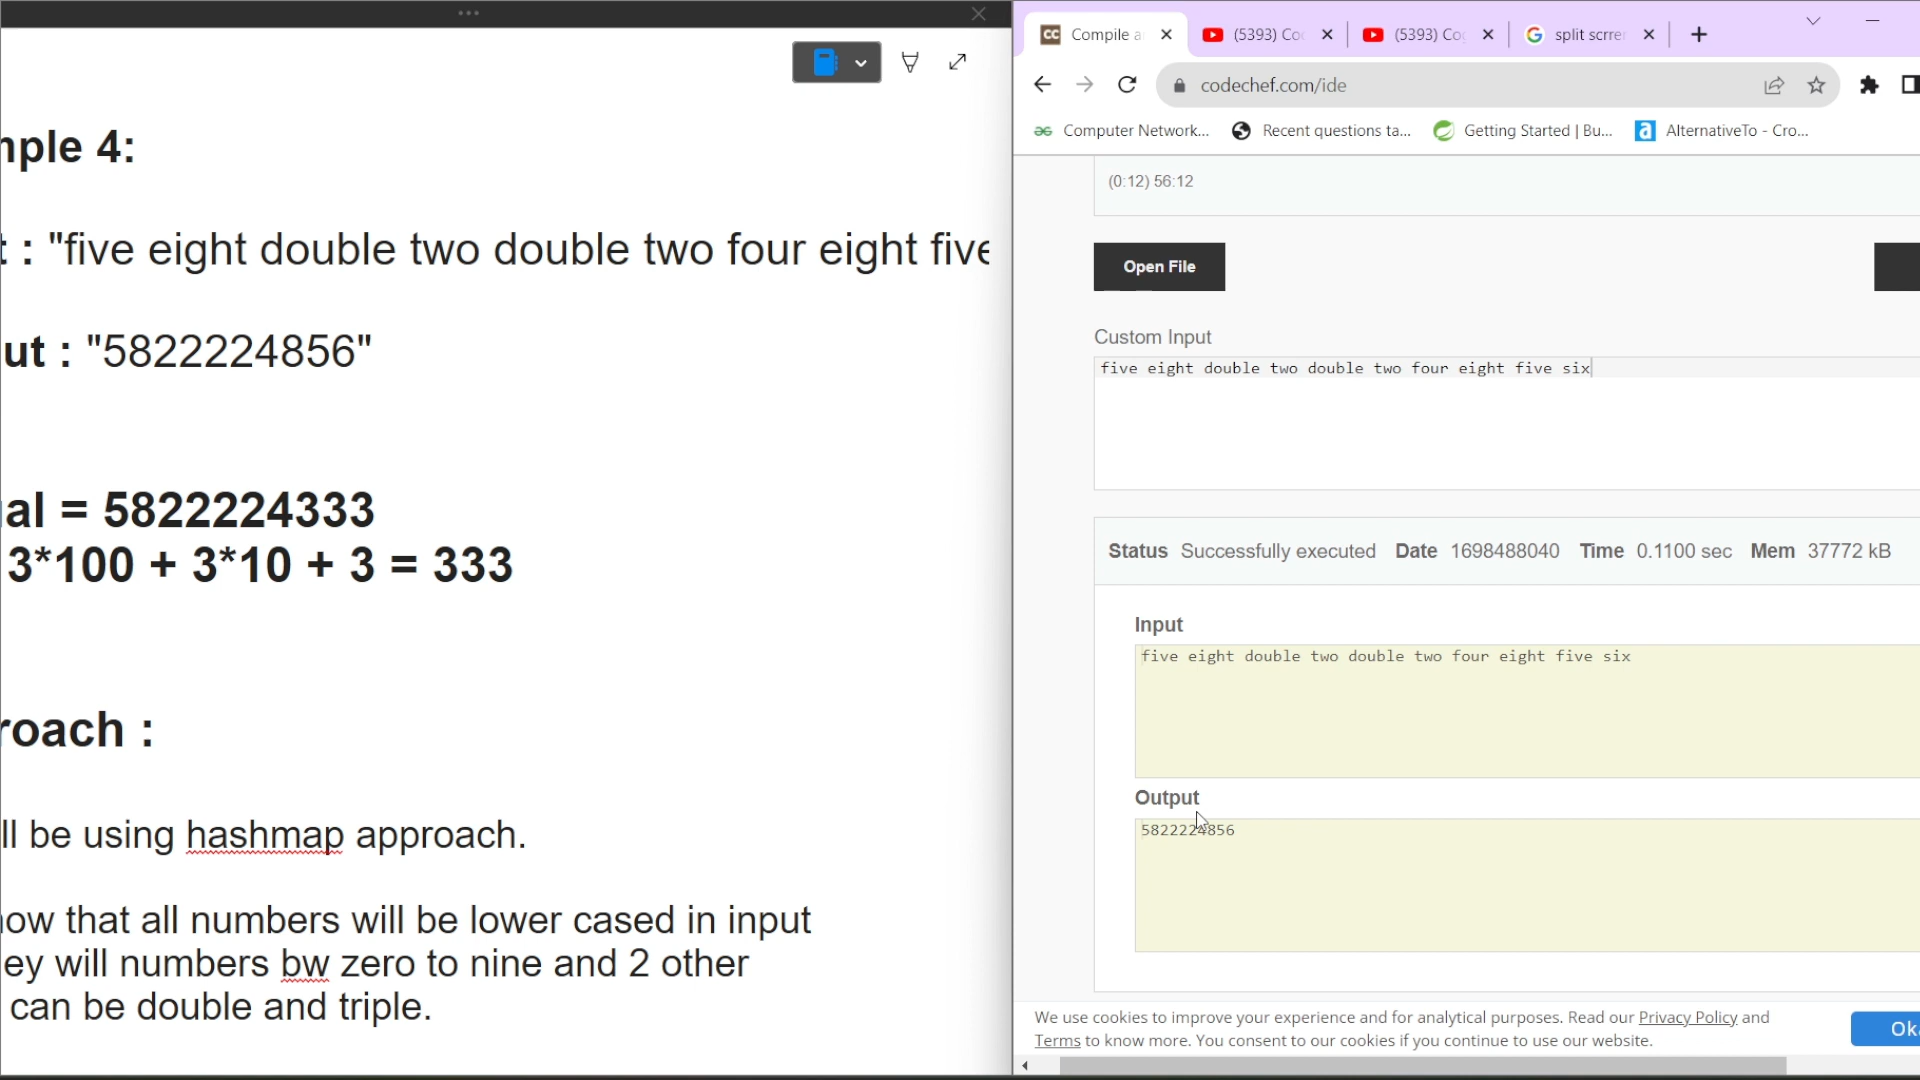 nple 4:
: "five eight double two double two four eight five
ut : "5822224856"
al = 5822224333
3*100 + 3*10 + 3 = 333
roach :
ll be using hashmap approach.
ow that all numbers will be lower cased in input
ey will numbers bw zero to nine and 2 other
can be double and triple.
CC Compile a
(5393) Co
(5393) Co
split scrre
codechef.com/ide
Computer Network...
Recent questions ta...
Getting Started | Bu...
AlternativeTo - Cro...
(0:12) 56:12
Open File
Custom Input
five eight double two double two four eight five six
Status Successfully executed Date 1698488040 Time 0.1100 sec Mem 37772 kB
Input
five eight double two double two four eight five six
Output
5822224856
We use cookies to improve your experience and for analytical purposes. Read our Privacy Policy and
Terms to know more. You consent to our cookies if you continue to use our website.
Ok